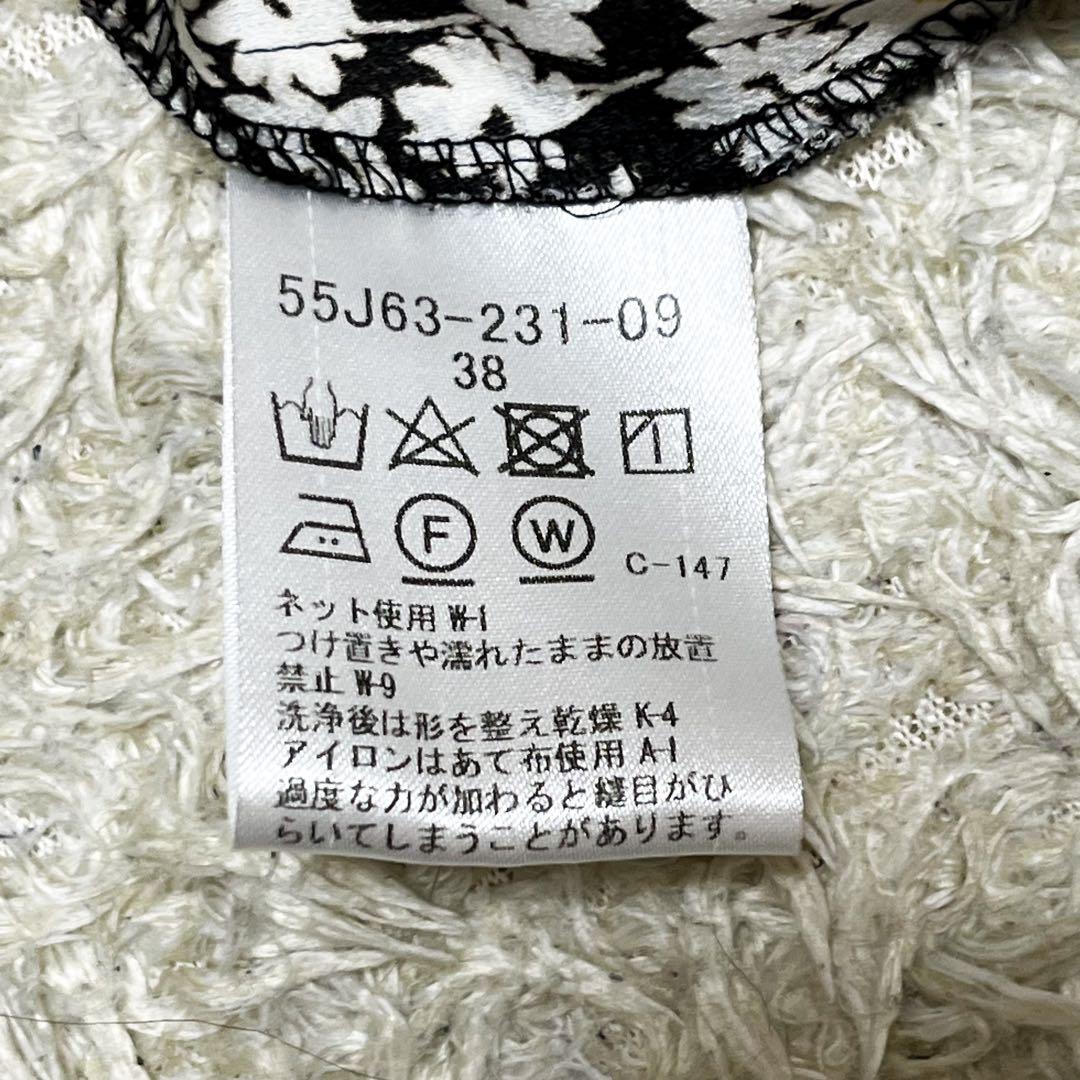 55J63-231-09
38
F W C-147
ネット使用 W-1
つけ置きや濡れたままの放置
禁止 W-9
洗浄後は形を整え乾燥 K-4
アイロンはあて布使用 A-1
過度な力が加わると縫目がひ
らいてしまうことがあります。